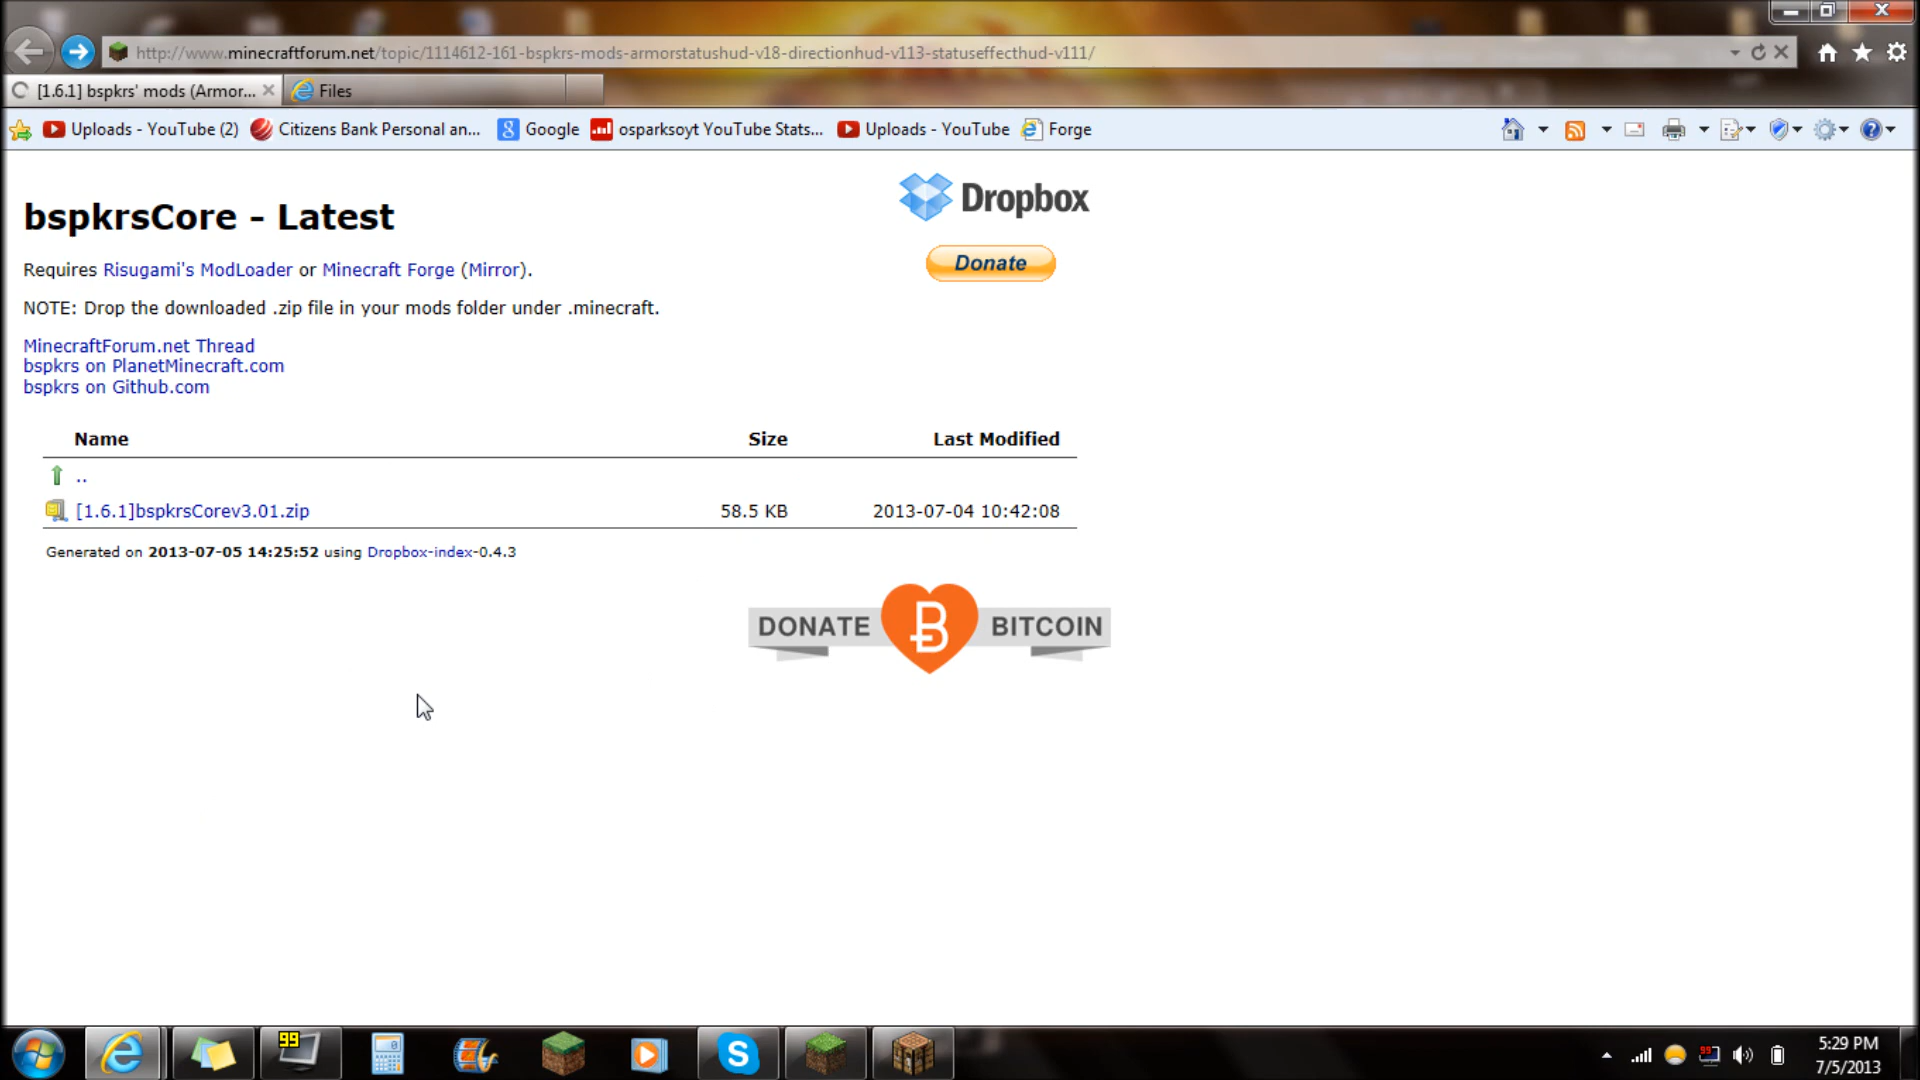 http://www.minecraftforum.net/topic/1114612-161-bspkrs-mods-armorstatushud-v18-directionhud-v113-statuseffecthud-v111/
[1.6.1] bspkrs' mods (Armor...
Files
Uploads - YouTube (2)
Citizens Bank Personal an...
Google
osparksoyt YouTube Stats...
Uploads - YouTube
Forge
Dropbox
bspkrsCore - Latest
Donate
Requires Risugami's ModLoader or Minecraft Forge (Mirror).
NOTE: Drop the downloaded .zip file in your mods folder under .minecraft.
MinecraftForum.net Thread
bspkrs on PlanetMinecraft.com
bspkrs on Github.com
Name Size Last Modified
..
[1.6.1]bspkrsCorev3.01.zip 58.5 KB 2013-07-04 10:42:08
Generated on 2013-07-05 14:25:52 using Dropbox-index-0.4.3
DONATE B BITCOIN
99
5:29 PM
7/5/2013